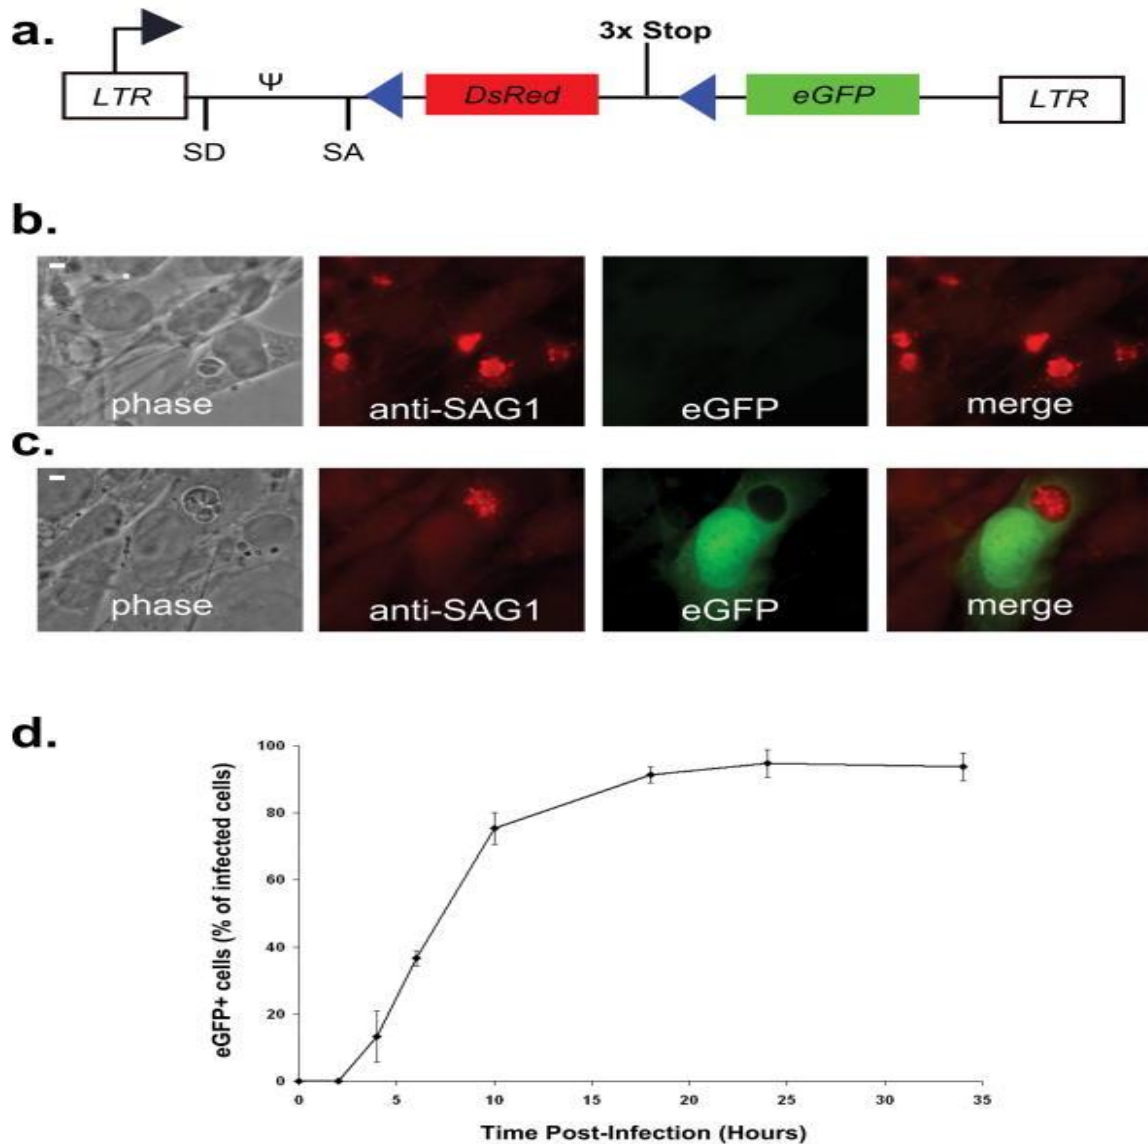 a.
3x Stop
LTR
Ψ
DsRed
eGFP
LTR
SD
SA
b.
phase
anti-SAG1
eGFP
merge
c.
phase
anti-SAG1
eGFP
merge
d.
100
80
60
40
20
0
eGFP+ cells (% of infected cells)
0 5 10 15 20 25 30 35
Time Post-Infection (Hours)